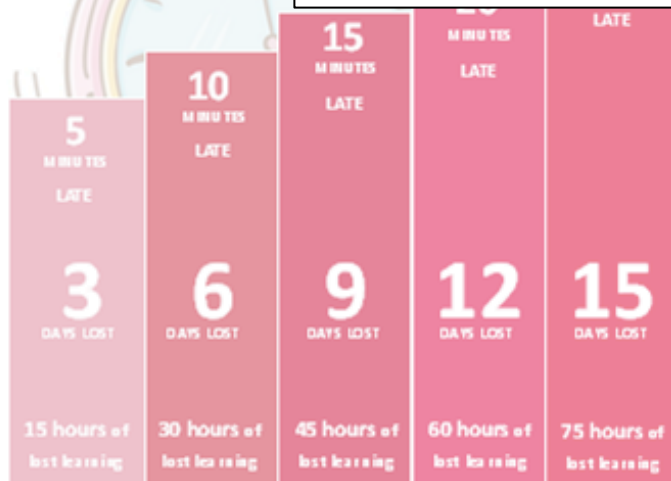 5
MINUTES
LATE
3
DAYS LOST
15 hours of
lost learning
10
MINUTES
LATE
6
DAYS LOST
30 hours of
lost learning
15
MINUTES
LATE
9
DAYS LOST
45 hours of
lost learning
MINUTES
LATE
12
DAYS LOST
60 hours of
lost learning
LATE
15
DAYS LOST
75 hours of
lost learning